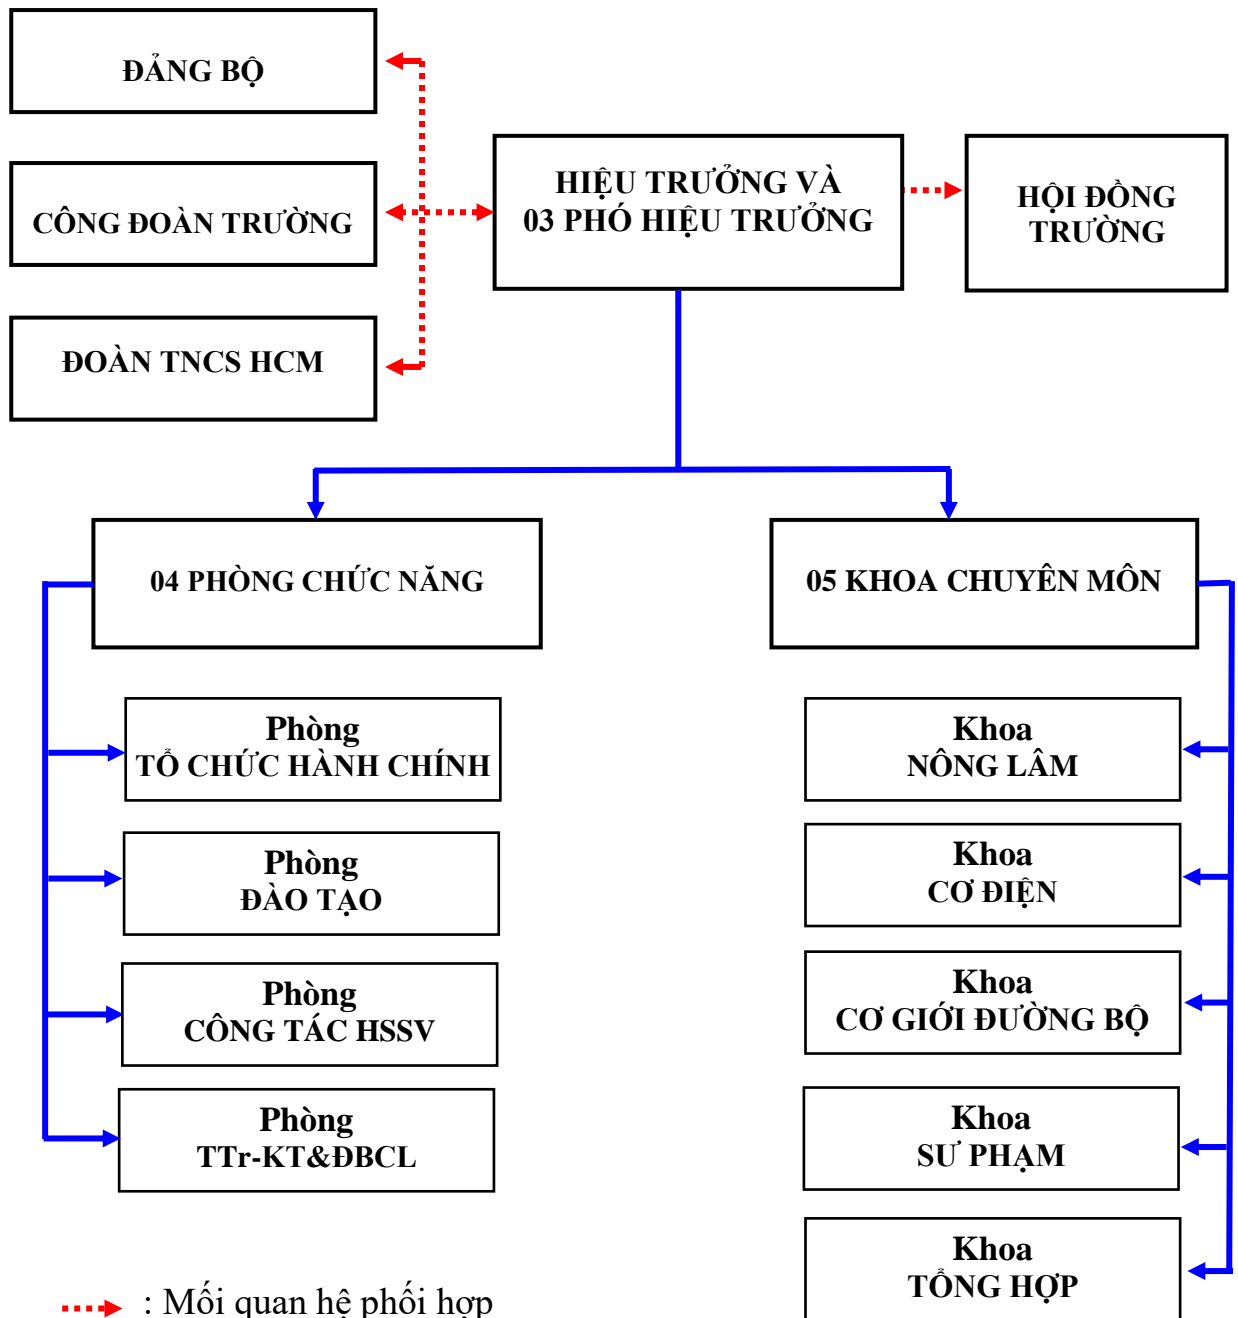 ĐẢNG BỘ
CÔNG ĐOÀN TRƯỜNG
ĐOÀN TNCS HCM
HIỆU TRƯỞNG VÀ
03 PHÓ HIỆU TRƯỞNG
HỘI ĐỒNG
TRƯỜNG
04 PHÒNG CHỨC NĂNG
05 KHOA CHUYÊN MÔN
Phòng
TỔ CHỨC HÀNH CHÍNH
Phòng
ĐÀO TẠO
Phòng
CÔNG TÁC HSSV
Phòng
TTr-KT&ĐBCL
Khoa
NÔNG LÂM
Khoa
CƠ ĐIỆN
Khoa
CƠ GIỚI ĐƯỜNG BỘ
Khoa
SƯ PHẠM
Khoa
TỔNG HỢP
: Mối quan hệ phối hợp